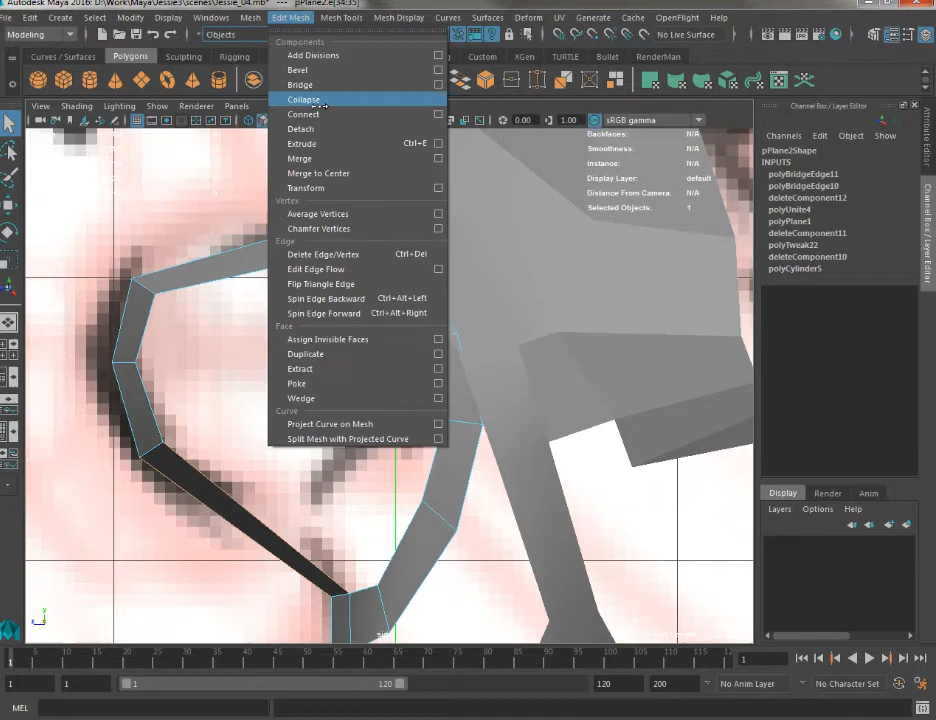 Autodesk Maya 2016: ...\Maya\Jessie3\scenes\Jessie_04.mb* --- pPlane2.e[34:35]
File Edit Create Select Modify Display Windows Mesh Edit Mesh Mesh Tools Mesh Display Curves Surfaces Deform UV Generate Cache OpenFlight Help
Modeling Objects No Live Surface
Curves / Surfaces Polygons Sculpting Rigging Custom XGen TURTLE Bullet RenderMan
View Shading Lighting Show Renderer Panels 0.00 1.00 sRGB gamma
Components
Add Divisions
Bevel
Bridge
Collapse
Connect
Detach
Extrude Ctrl+E
Merge
Merge to Center
Transform
Vertex
Average Vertices
Chamfer Vertices
Edge
Delete Edge/Vertex Ctrl+Del
Edit Edge Flow
Flip Triangle Edge
Spin Edge Backward Ctrl+Alt+Left
Spin Edge Forward Ctrl+Alt+Right
Face
Assign Invisible Faces
Duplicate
Extract
Poke
Wedge
Curve
Project Curve on Mesh
Split Mesh with Projected Curve
Backfaces: N/A
Smoothness: N/A
Instance: N/A
Display Layer: default
Distance From Camera: N/A
Selected Objects: 1
Channel Box / Layer Editor
Channels Edit Object Show
pPlane2Shape
INPUTS
polyBridgeEdge11
polyBridgeEdge10
deleteComponent12
polyUnite4
polyPlane1
deleteComponent11
polyTweak22
deleteComponent10
polyCylinder5
Attribute Editor
Channel Box / Layer Editor
Display Render Anim
Layers Options Help
y
5 10 15 20 25 30 35 40 45 50 55 60 65 70 75 80 85 90 95 100 105 110 115 12
1
1 1 1 120 120 200 No Anim Layer No Character Set
MEL